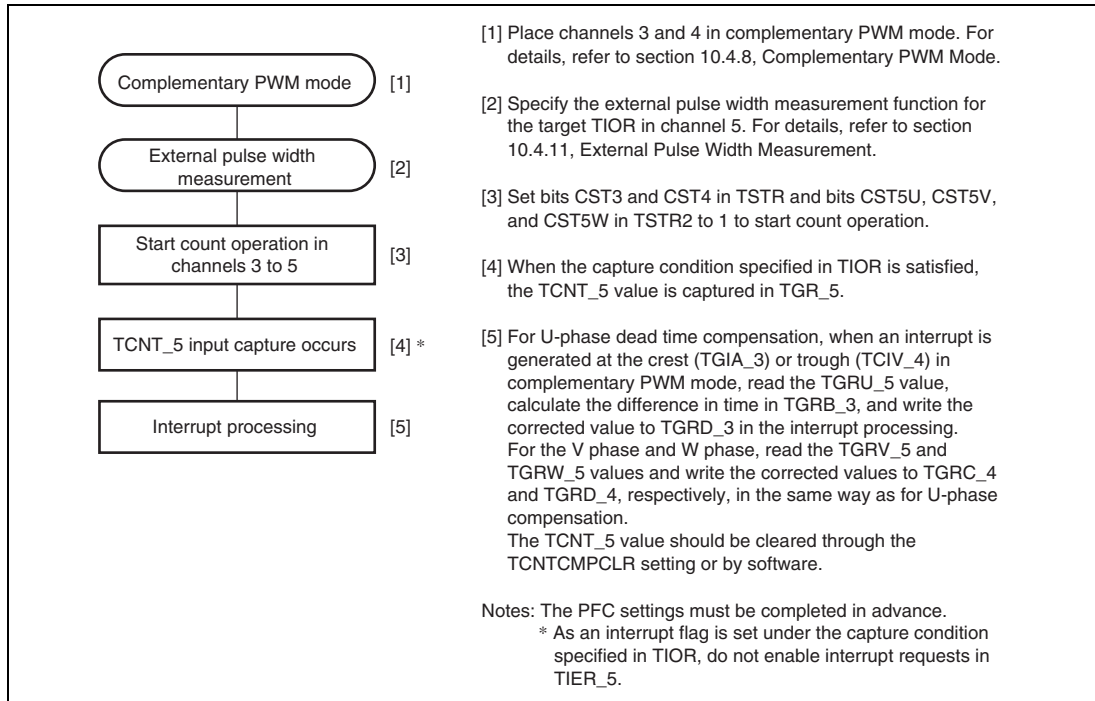 Complementary PWM mode [1]
External pulse width
measurement [2]
Start count operation in
channels 3 to 5 [3]
TCNT_5 input capture occurs [4] *
Interrupt processing [5]
[1] Place channels 3 and 4 in complementary PWM mode. For
details, refer to section 10.4.8, Complementary PWM Mode.
[2] Specify the external pulse width measurement function for
the target TIOR in channel 5. For details, refer to section
10.4.11, External Pulse Width Measurement.
[3] Set bits CST3 and CST4 in TSTR and bits CST5U, CST5V,
and CST5W in TSTR2 to 1 to start count operation.
[4] When the capture condition specified in TIOR is satisfied,
the TCNT_5 value is captured in TGR_5.
[5] For U-phase dead time compensation, when an interrupt is
generated at the crest (TGIA_3) or trough (TCIV_4) in
complementary PWM mode, read the TGRU_5 value,
calculate the difference in time in TGRB_3, and write the
corrected value to TGRD_3 in the interrupt processing.
For the V phase and W phase, read the TGRV_5 and
TGRW_5 values and write the corrected values to TGRC_4
and TGRD_4, respectively, in the same way as for U-phase
compensation.
The TCNT_5 value should be cleared through the
TCNTCMPCLR setting or by software.
Notes: The PFC settings must be completed in advance.
* As an interrupt flag is set under the capture condition
specified in TIOR, do not enable interrupt requests in
TIER_5.